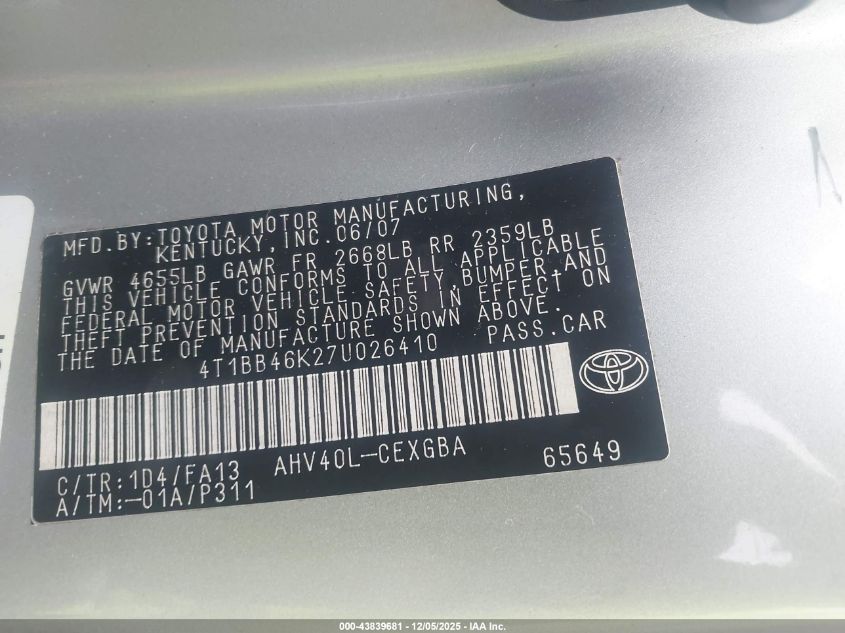 MFD.BY:TOYOTA MOTOR MANUFACTURING,
KENTUCKY, INC. 06/07
GVWR 4655LB GAWR FR 2668LB RR 2359LB
THIS VEHICLE CONFORMS TO ALL APPLICABLE
FEDERAL MOTOR VEHICLE SAFETY,BUMPER,AND
THEFT PREVENTION STANDARDS IN EFFECT ON
THE DATE OF MANUFACTURE SHOWN ABOVE.
4T1BB46K27U026410 PASS.CAR
C/TR:1D4/FA13 AHV40L-CEXGBA 65649
A/TM:-01A/P311
000-43839681 - 12/05/2025 - IAA Inc.